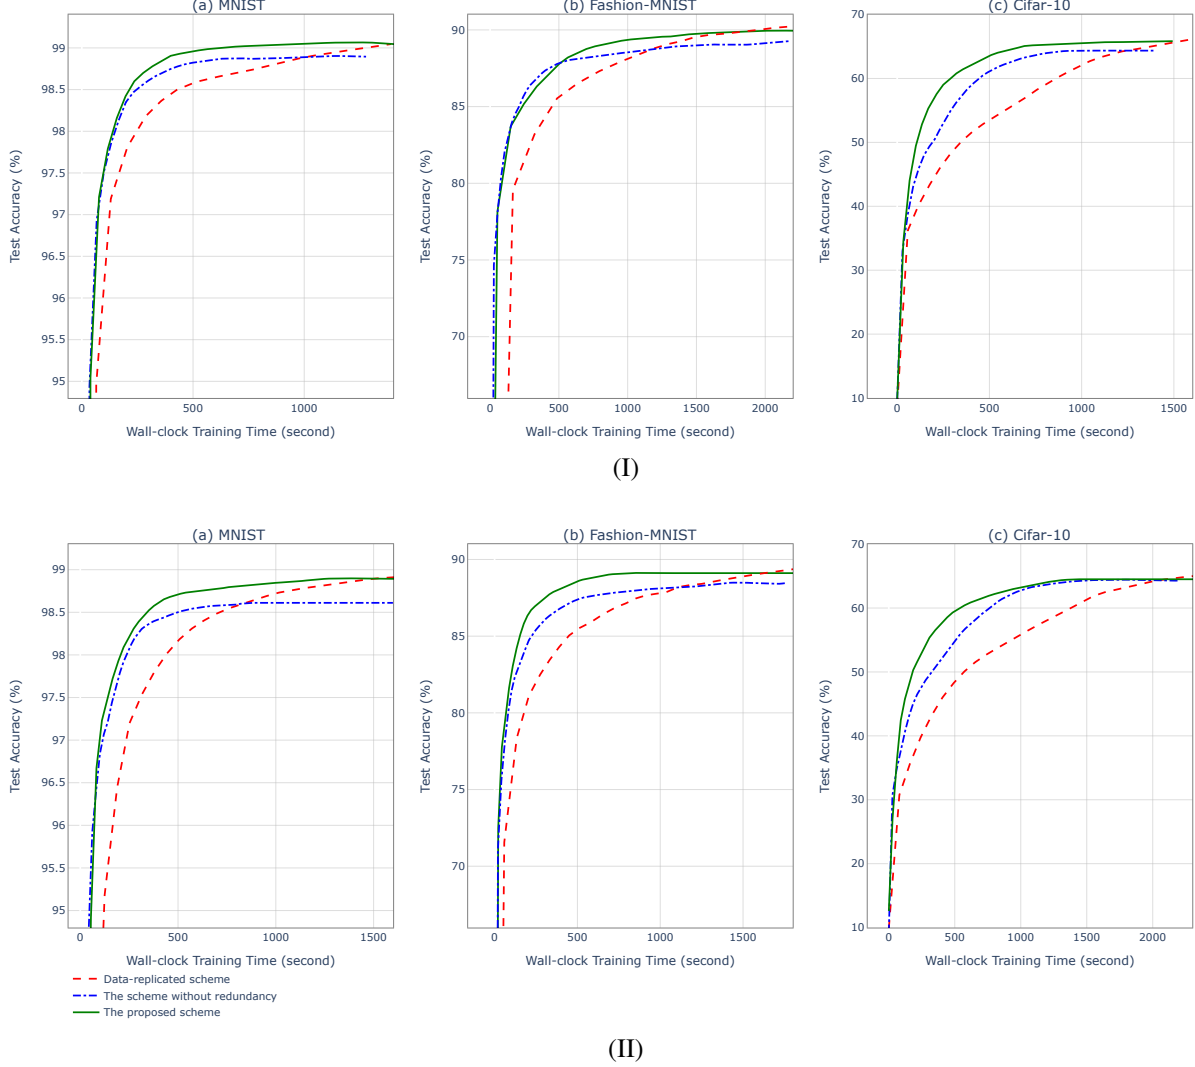 (a) MNIST
(b) Fashion-MNIST
(c) Cifar-10
99
98.5
98
97.5
97
96.5
96
95.5
95
Test Accuracy (%)
0 500 1000
Wall-clock Training Time (second)
90
85
80
75
70
Test Accuracy (%)
0 500 1000 1500 2000
Wall-clock Training Time (second)
70
60
50
40
30
20
10
Test Accuracy (%)
0 500 1000 1500
Wall-clock Training Time (second)
(I)
(a) MNIST
(b) Fashion-MNIST
(c) Cifar-10
99
98.5
98
97.5
97
96.5
96
95.5
95
Test Accuracy (%)
0 500 1000 1500
Wall-clock Training Time (second)
90
85
80
75
70
Test Accuracy (%)
0 500 1000 1500
Wall-clock Training Time (second)
70
60
50
40
30
20
10
Test Accuracy (%)
0 500 1000 1500 2000
Wall-clock Training Time (second)
Data-replicated scheme
The scheme without redundancy
The proposed scheme
(II)